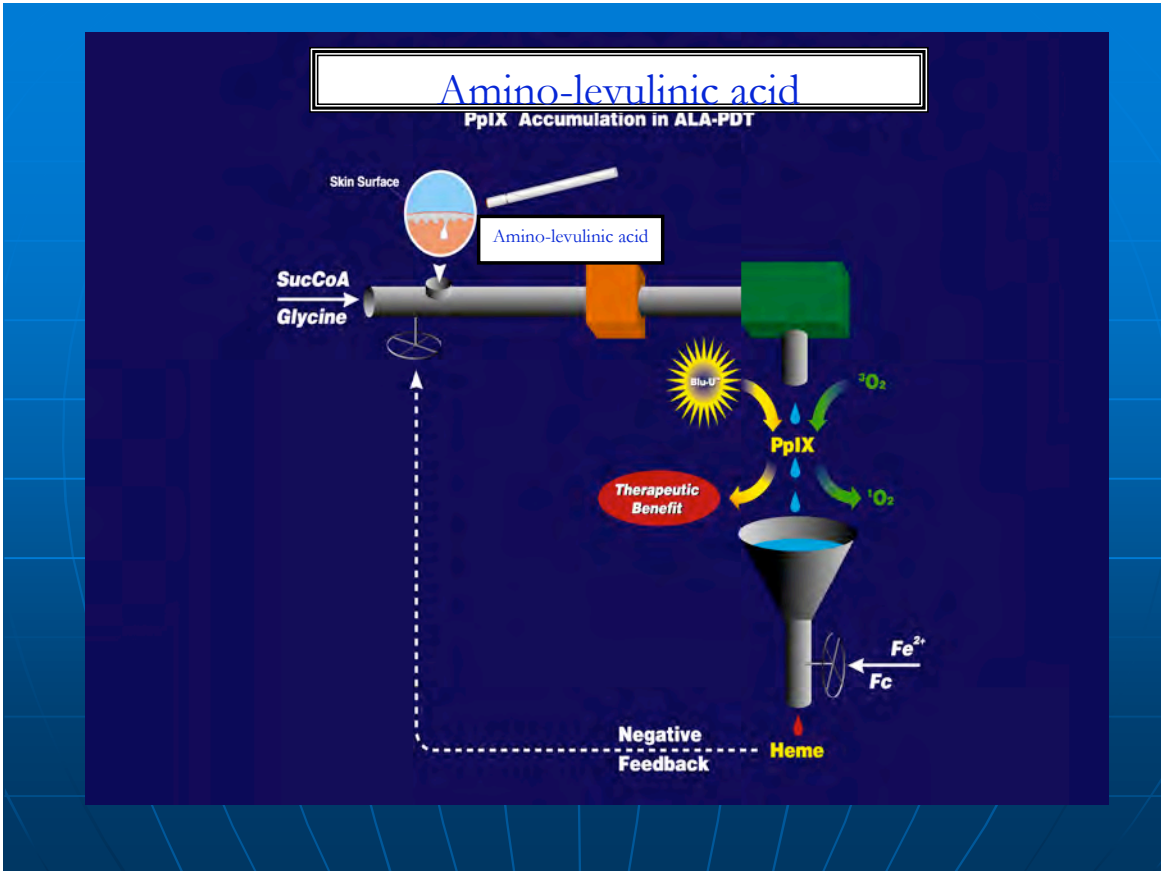 Amino-levulinic acid
PpIX Accumulation in ALA-PDT
Skin Surface
Amino-levulinic acid
SucCoA
Glycine
Blu-U™
³O₂
PpIX
Therapeutic
Benefit
¹O₂
Fe²⁺
Fc
Negative
Feedback
Heme